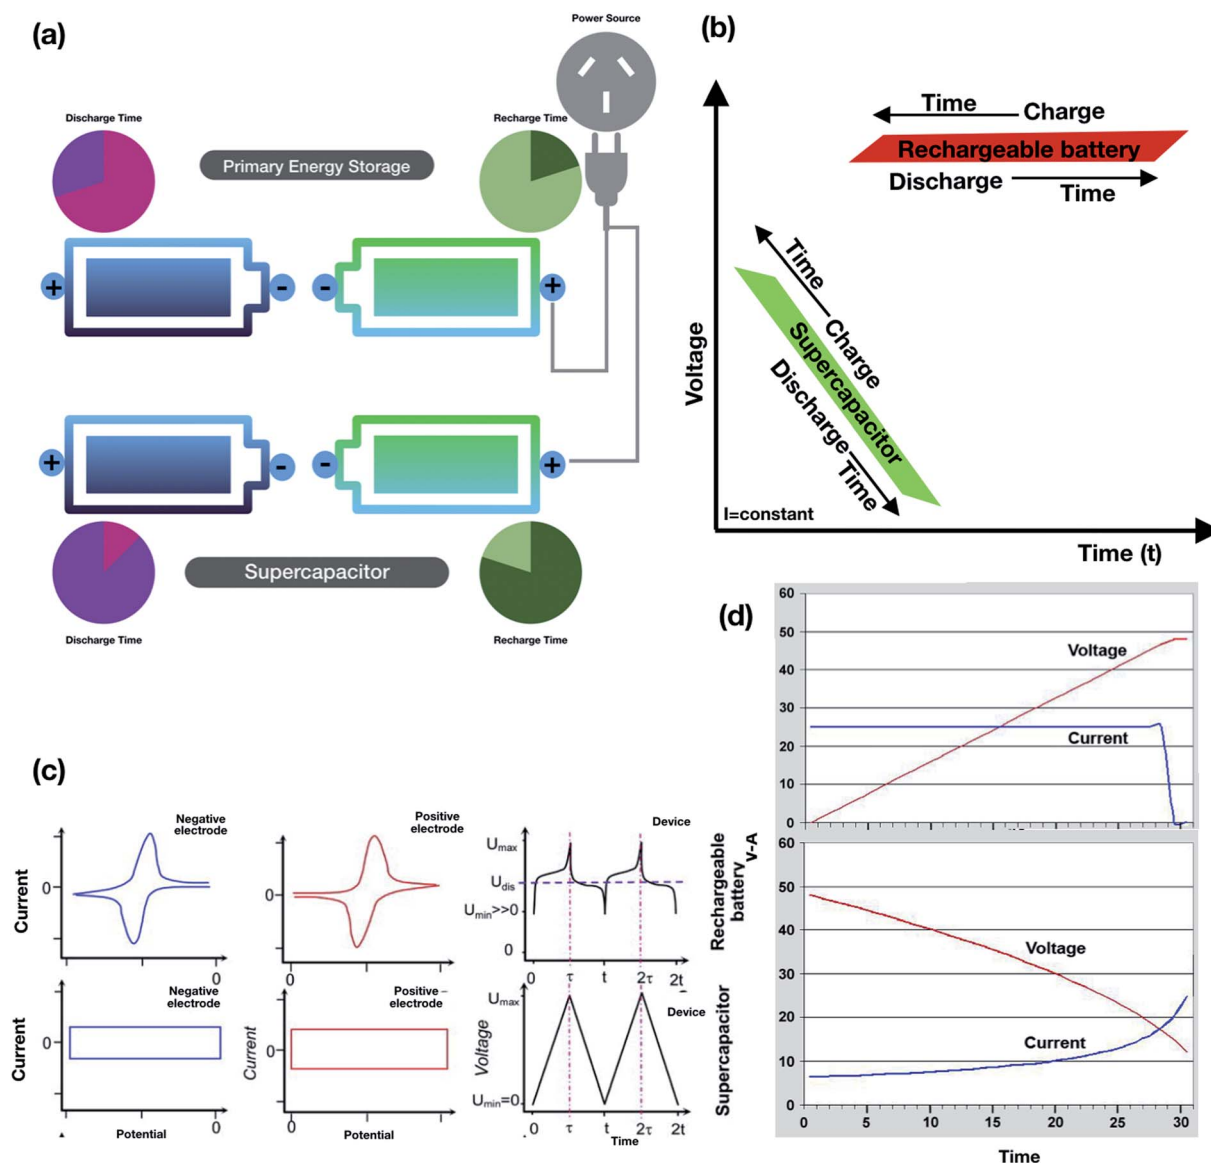 (a)
Power Source
Discharge Time
Recharge Time
Primary Energy Storage
+
-
-
+
+
-
-
+
Supercapacitor
Discharge Time
Recharge Time
(b)
Voltage
Time
Charge
Rechargeable battery
Discharge
Time
Time
Charge
Supercapacitor
Discharge
Time
I=constant
Time (t)
(c)
Current
0
Negative
electrode
0
0
Positive
electrode
0
Device
Umax
Udis
Umin>>0
0
0
τ
t
2τ
2t
Rechargeable
battery
Current
0
Negative
electrode
0
Potential
Current
0
Positive
electrode
0
Potential
Voltage
Umax
Umin=0
Device
0
τ
t
2τ
2t
Time
Supercapacitor
(d)
60
50
40
30
20
10
0
Voltage
Current
V-A
60
50
40
30
20
10
0
Voltage
Current
0
5
10
15
20
25
30
Time